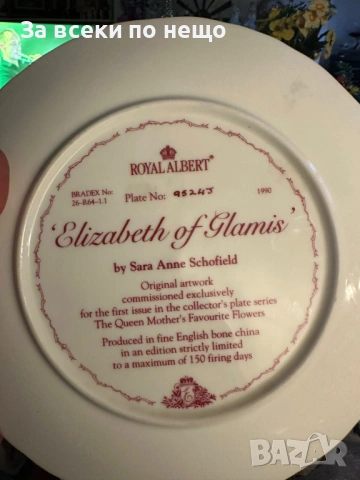 За всеки по нещо
ROYAL ALBERT®
BRADEX No:
26-R64-1.1
Plate No: 9524J
1990
'Elizabeth of Glamis'
by Sara Anne Schofield
Original artwork
commissioned exclusively
for the first issue in the collector's plate series
The Queen Mother's Favourite Flowers
Produced in fine English bone china
in an edition strictly limited
to a maximum of 150 firing days
BAZAR